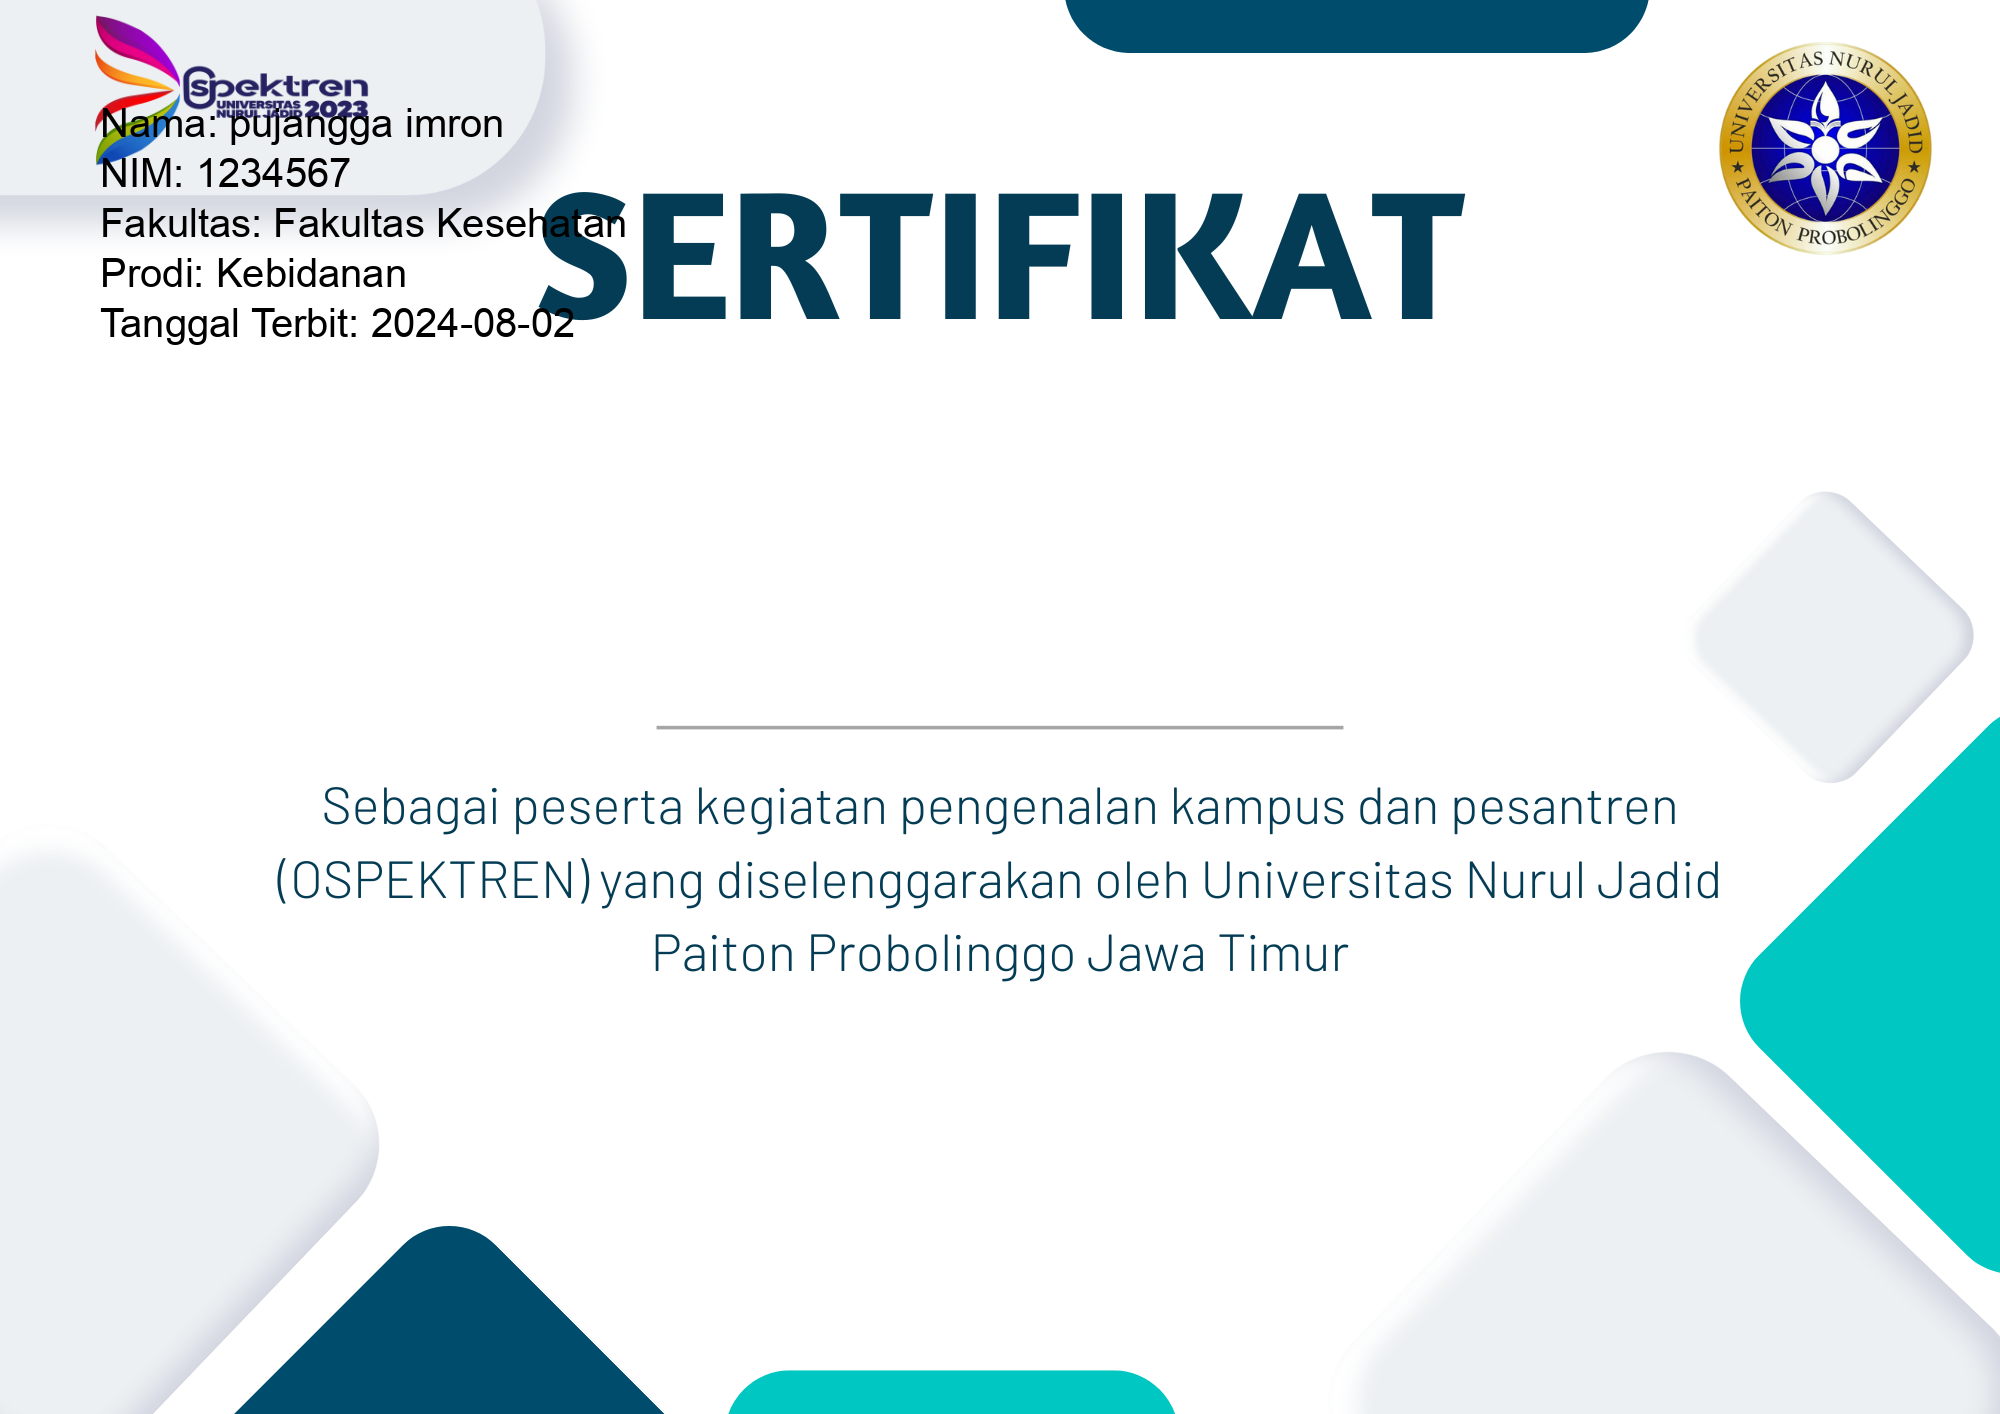 Ospektren
UNIVERSITAS
NURUL JADID 2023
Nama: pujangga imron
NIM: 1234567
Fakultas: Fakultas Kesehatan
Prodi: Kebidanan
Tanggal Terbit: 2024-08-02
SERTIFIKAT
UNIVERSITAS NURUL JADID
★ PAITON PROBOLINGGO ★
Sebagai peserta kegiatan pengenalan kampus dan pesantren
(OSPEKTREN) yang diselenggarakan oleh Universitas Nurul Jadid
Paiton Probolinggo Jawa Timur